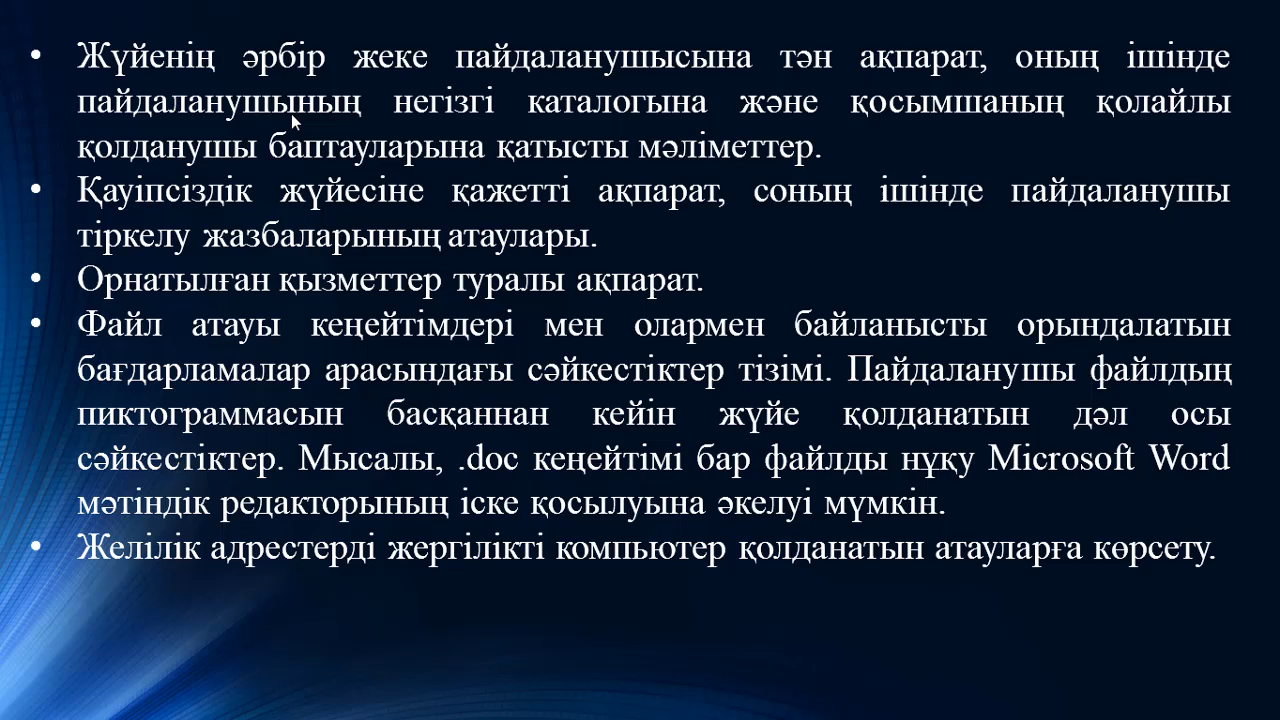 • Жүйенің әрбір жеке пайдаланушысына тән ақпарат, оның ішінде
пайдаланушының негізгі каталогына және қосымшаның қолайлы
қолданушы баптауларына қатысты мәліметтер.
• Қауіпсіздік жүйесіне қажетті ақпарат, соның ішінде пайдаланушы
тіркелу жазбаларының атаулары.
• Орнатылған қызметтер туралы ақпарат.
• Файл атауы кеңейтімдері мен олармен байланысты орындалатын
бағдарламалар арасындағы сәйкестіктер тізімі. Пайдаланушы файлдың
пиктограммасын басқаннан кейін жүйе қолданатын дәл осы
сәйкестіктер. Мысалы, .doc кеңейтімі бар файлды нұқу Microsoft Word
мәтіндік редакторының іске қосылуына әкелуі мүмкін.
• Желілік адрестерді жергілікті компьютер қолданатын атауларға көрсету.